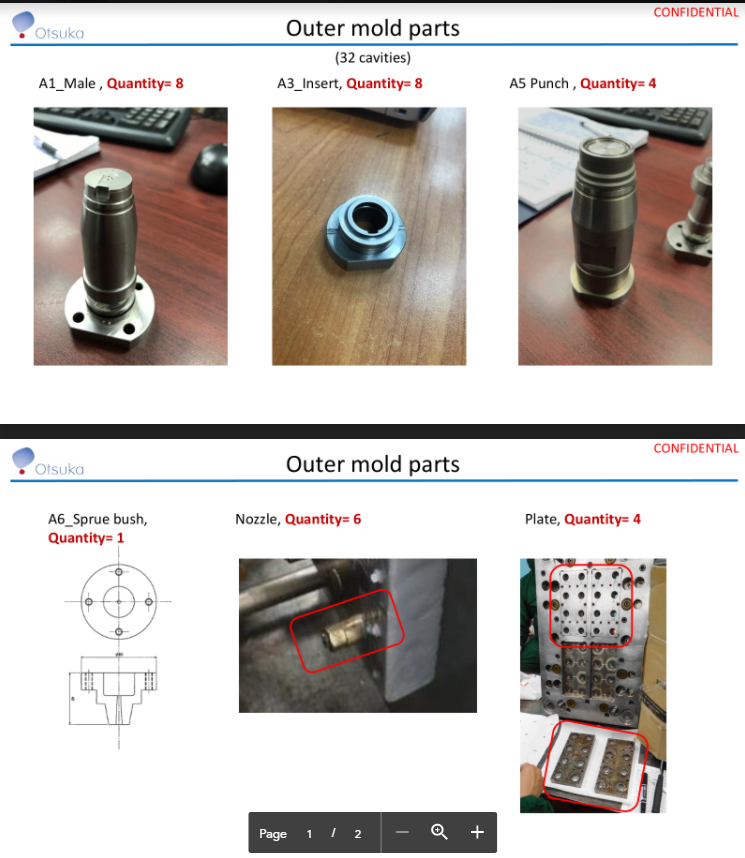 CONFIDENTIAL
Otsuka
Outer mold parts
(32 cavities)
A1_Male , Quantity= 8
A3_Insert, Quantity= 8
A5 Punch , Quantity= 4
CONFIDENTIAL
Otsuka
Outer mold parts
A6_Sprue bush,
Quantity= 1
Nozzle, Quantity= 6
Plate, Quantity= 4
Page 1 / 2